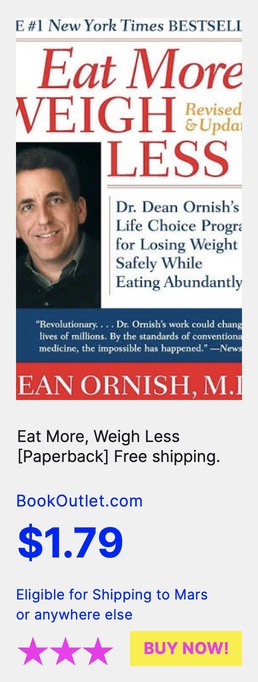 E #1 New York Times BESTSELL
Eat More
WEIGH
Revised
& Updat
LESS
Dr. Dean Ornish's
Life Choice Progra
for Losing Weight
Safely While
Eating Abundantly
"Revolutionary. . . . Dr. Ornish's work could chang
lives of millions. By the standards of conventiona
medicine, the impossible has happened." —News
EAN ORNISH, M.D
Eat More, Weigh Less
[Paperback] Free shipping.
BookOutlet.com
$1.79
Eligible for Shipping to Mars
or anywhere else
BUY NOW!